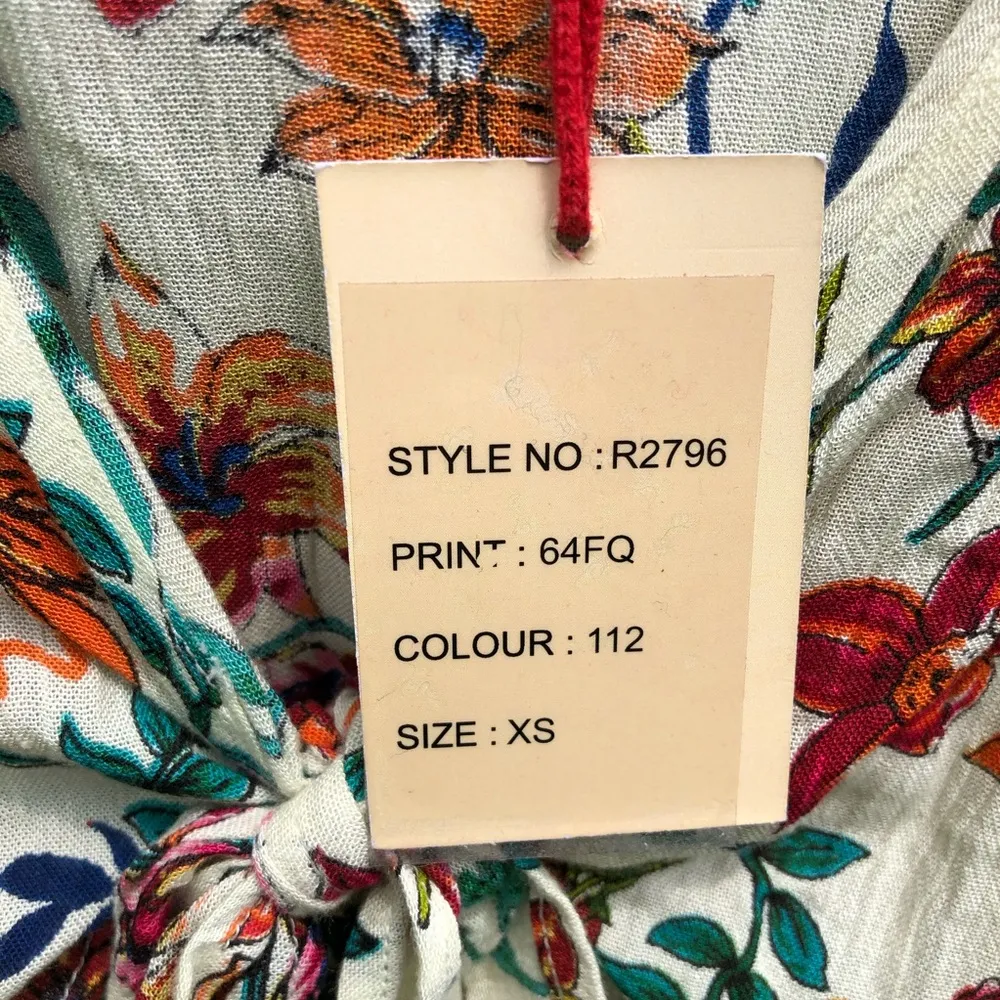 STYLE NO : R2796
PRINT : 64FQ
COLOUR : 112
SIZE : XS